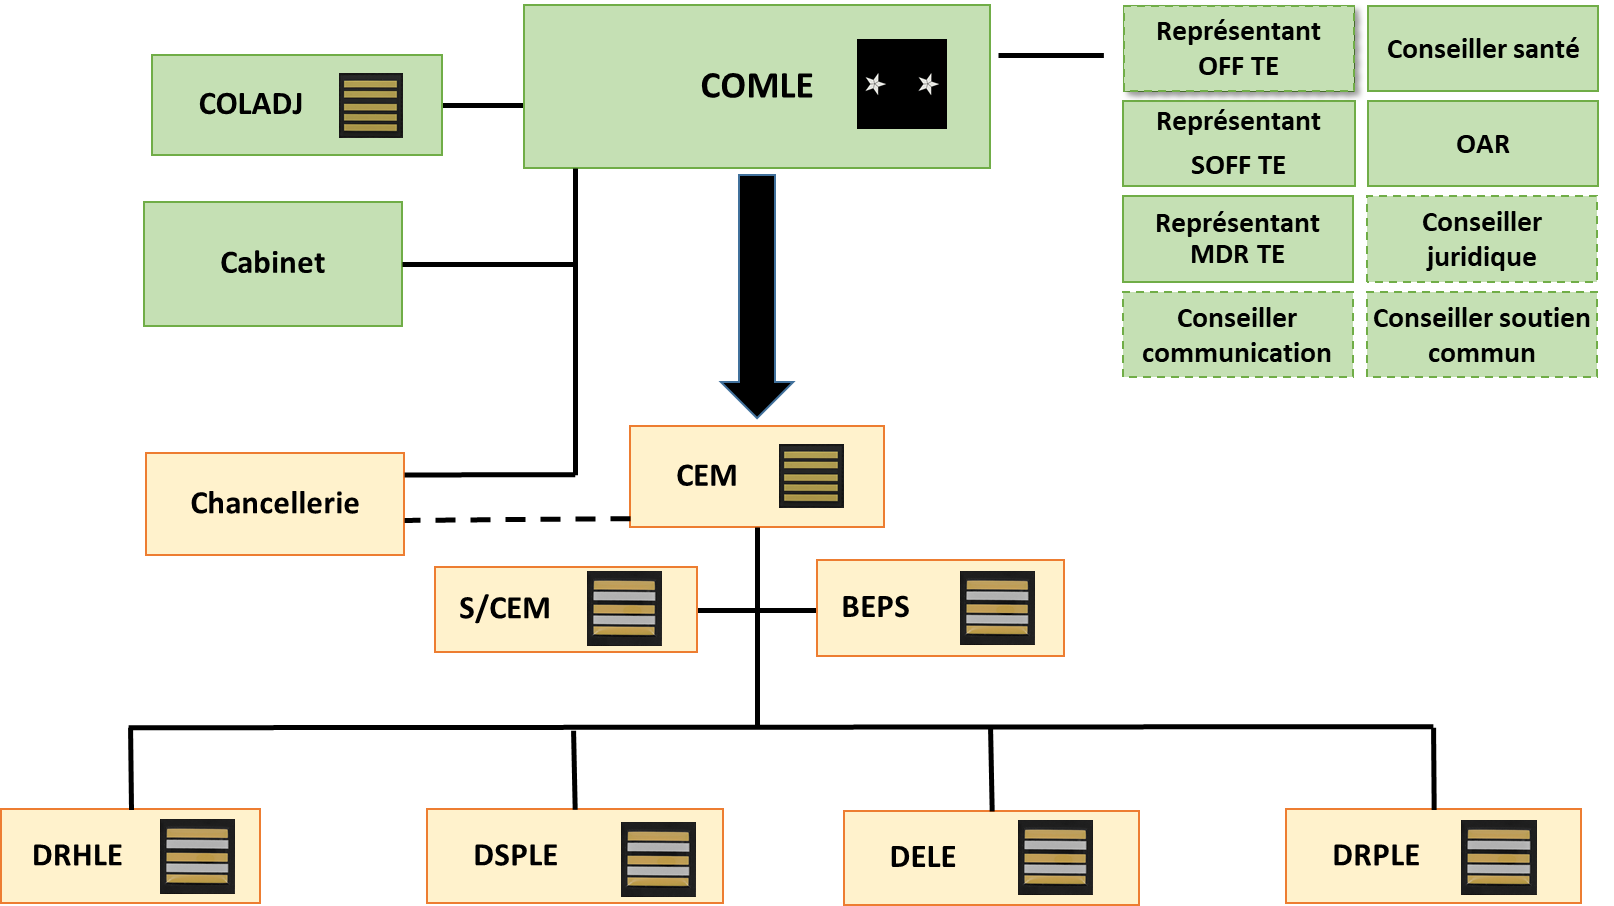 COMLE
COLADJ
Représentant
OFF TE
Conseiller santé
Représentant
SOFF TE
OAR
Représentant
MDR TE
Conseiller
juridique
Conseiller
communication
Conseiller soutien
commun
Cabinet
CEM
Chancellerie
S/CEM
BEPS
DRHLE
DSPLE
DELE
DRPLE